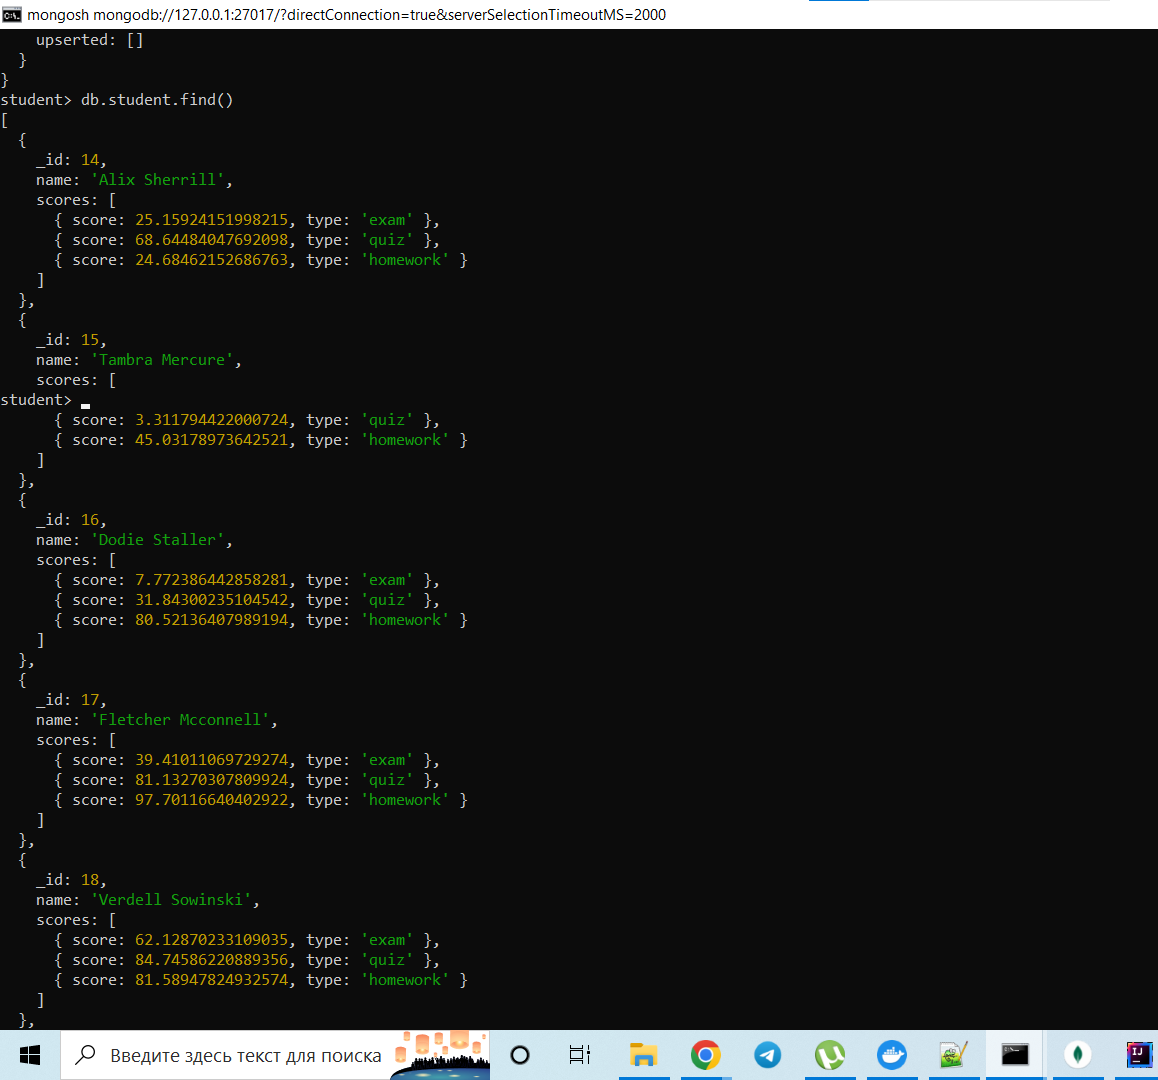 mongosh mongodb://127.0.0.1:27017/?directConnection=true&serverSelectionTimeoutMS=2000
    upserted: []
  }
}
student> db.student.find()
[
  {
    _id: 14,
    name: 'Alix Sherrill',
    scores: [
      { score: 25.15924151998215, type: 'exam' },
      { score: 68.64484047692098, type: 'quiz' },
      { score: 24.68462152686763, type: 'homework' }
    ]
  },
  {
    _id: 15,
    name: 'Tambra Mercure',
    scores: [
student> _
      { score: 3.311794422000724, type: 'quiz' },
      { score: 45.03178973642521, type: 'homework' }
    ]
  },
  {
    _id: 16,
    name: 'Dodie Staller',
    scores: [
      { score: 7.772386442858281, type: 'exam' },
      { score: 31.84300235104542, type: 'quiz' },
      { score: 80.52136407989194, type: 'homework' }
    ]
  },
  {
    _id: 17,
    name: 'Fletcher Mcconnell',
    scores: [
      { score: 39.41011069729274, type: 'exam' },
      { score: 81.13270307809924, type: 'quiz' },
      { score: 97.70116640402922, type: 'homework' }
    ]
  },
  {
    _id: 18,
    name: 'Verdell Sowinski',
    scores: [
      { score: 62.12870233109035, type: 'exam' },
      { score: 84.74586220889356, type: 'quiz' },
      { score: 81.58947824932574, type: 'homework' }
    ]
  },
Введите здесь текст для поиска
IJ